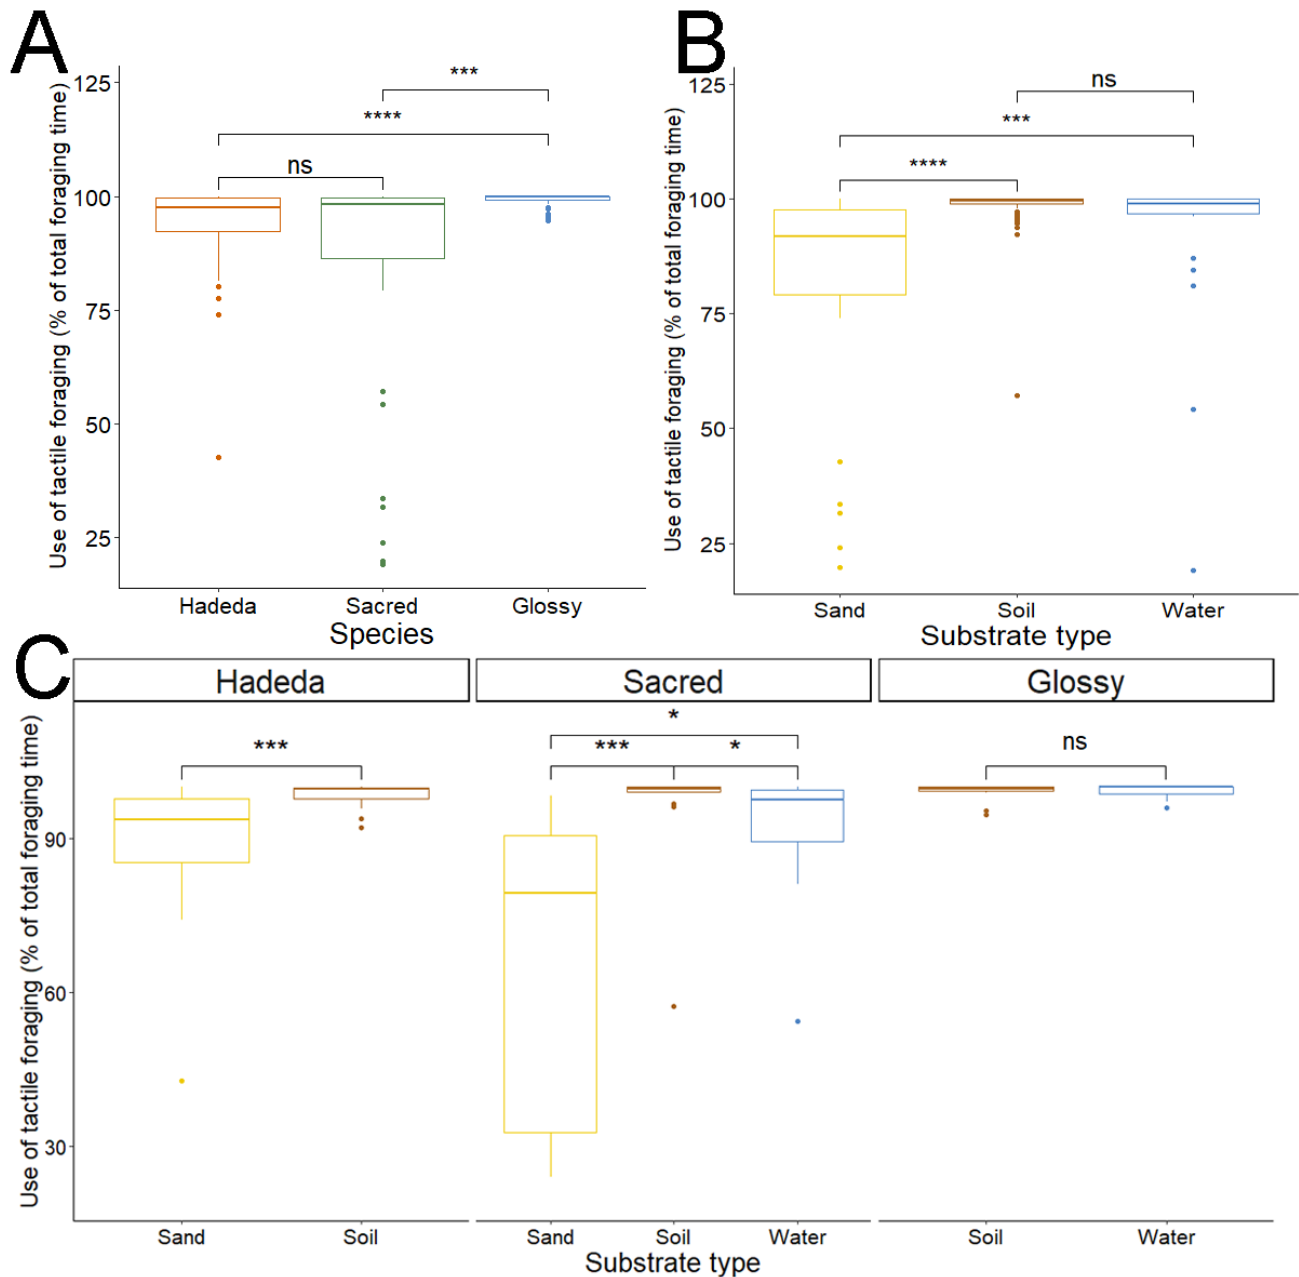 A
Use of tactile foraging (% of total foraging time)
125
100
75
50
25
***
****
ns
Hadeda Sacred Glossy
Species
B
Use of tactile foraging (% of total foraging time)
125
100
75
50
25
ns
***
****
Sand Soil Water
Substrate type
C
Hadeda Sacred Glossy
Use of tactile foraging (% of total foraging time)
90
60
30
***
*
*** *
ns
Sand Soil Sand Soil Water Soil Water
Substrate type